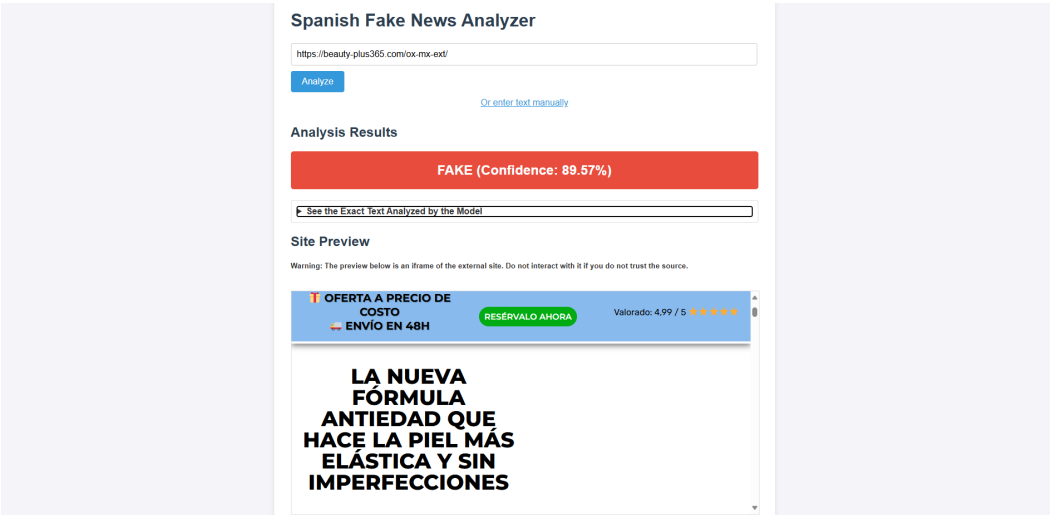 Spanish Fake News Analyzer
https://beauty-plus365.com/ox-mx-ext/
Analyze
Or enter text manually
Analysis Results
FAKE (Confidence: 89.57%)
▶ See the Exact Text Analyzed by the Model
Site Preview
Warning: The preview below is an iframe of the external site. Do not interact with it if you do not trust the source.
🎁 OFERTA A PRECIO DE
COSTO
🚚 ENVÍO EN 48H
RESÉRVALO AHORA
Valorado: 4,99 / 5 ⭐⭐⭐⭐⭐
LA NUEVA
FÓRMULA
ANTIEDAD QUE
HACE LA PIEL MÁS
ELÁSTICA Y SIN
IMPERFECCIONES